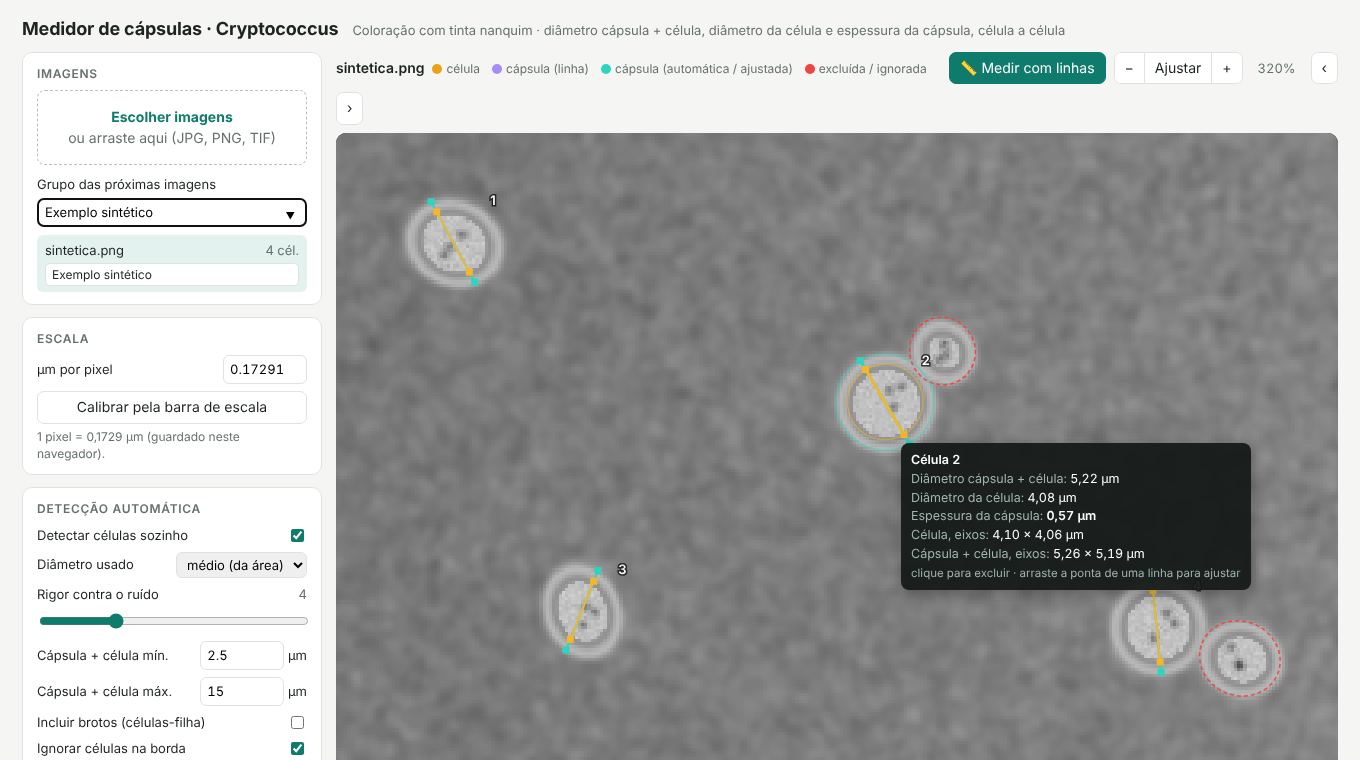 Medidor de cápsulas · Cryptococcus
Coloração com tinta nanquim · diâmetro cápsula + célula, diâmetro da célula e espessura da cápsula, célula a célula
IMAGENS
Escolher imagens
ou arraste aqui (JPG, PNG, TIF)
Grupo das próximas imagens
Exemplo sintético
sintetica.png 4 cél.
Exemplo sintético
ESCALA
µm por pixel 0.17291
Calibrar pela barra de escala
1 pixel = 0,1729 µm (guardado neste
navegador).
DETECÇÃO AUTOMÁTICA
Detectar células sozinho
Diâmetro usado médio (da área)
Rigor contra o ruído 4
Cápsula + célula mín. 2.5 µm
Cápsula + célula máx. 15 µm
Incluir brotos (células-filha)
Ignorar células na borda
sintetica.png célula cápsula (linha) cápsula (automática / ajustada) excluída / ignorada
📏 Medir com linhas
− Ajustar + 320% ‹
›
1
2
Célula 2
Diâmetro cápsula + célula: 5,22 µm
Diâmetro da célula: 4,08 µm
Espessura da cápsula: 0,57 µm
Célula, eixos: 4,10 × 4,06 µm
Cápsula + célula, eixos: 5,26 × 5,19 µm
clique para excluir · arraste a ponta de uma linha para ajustar
3